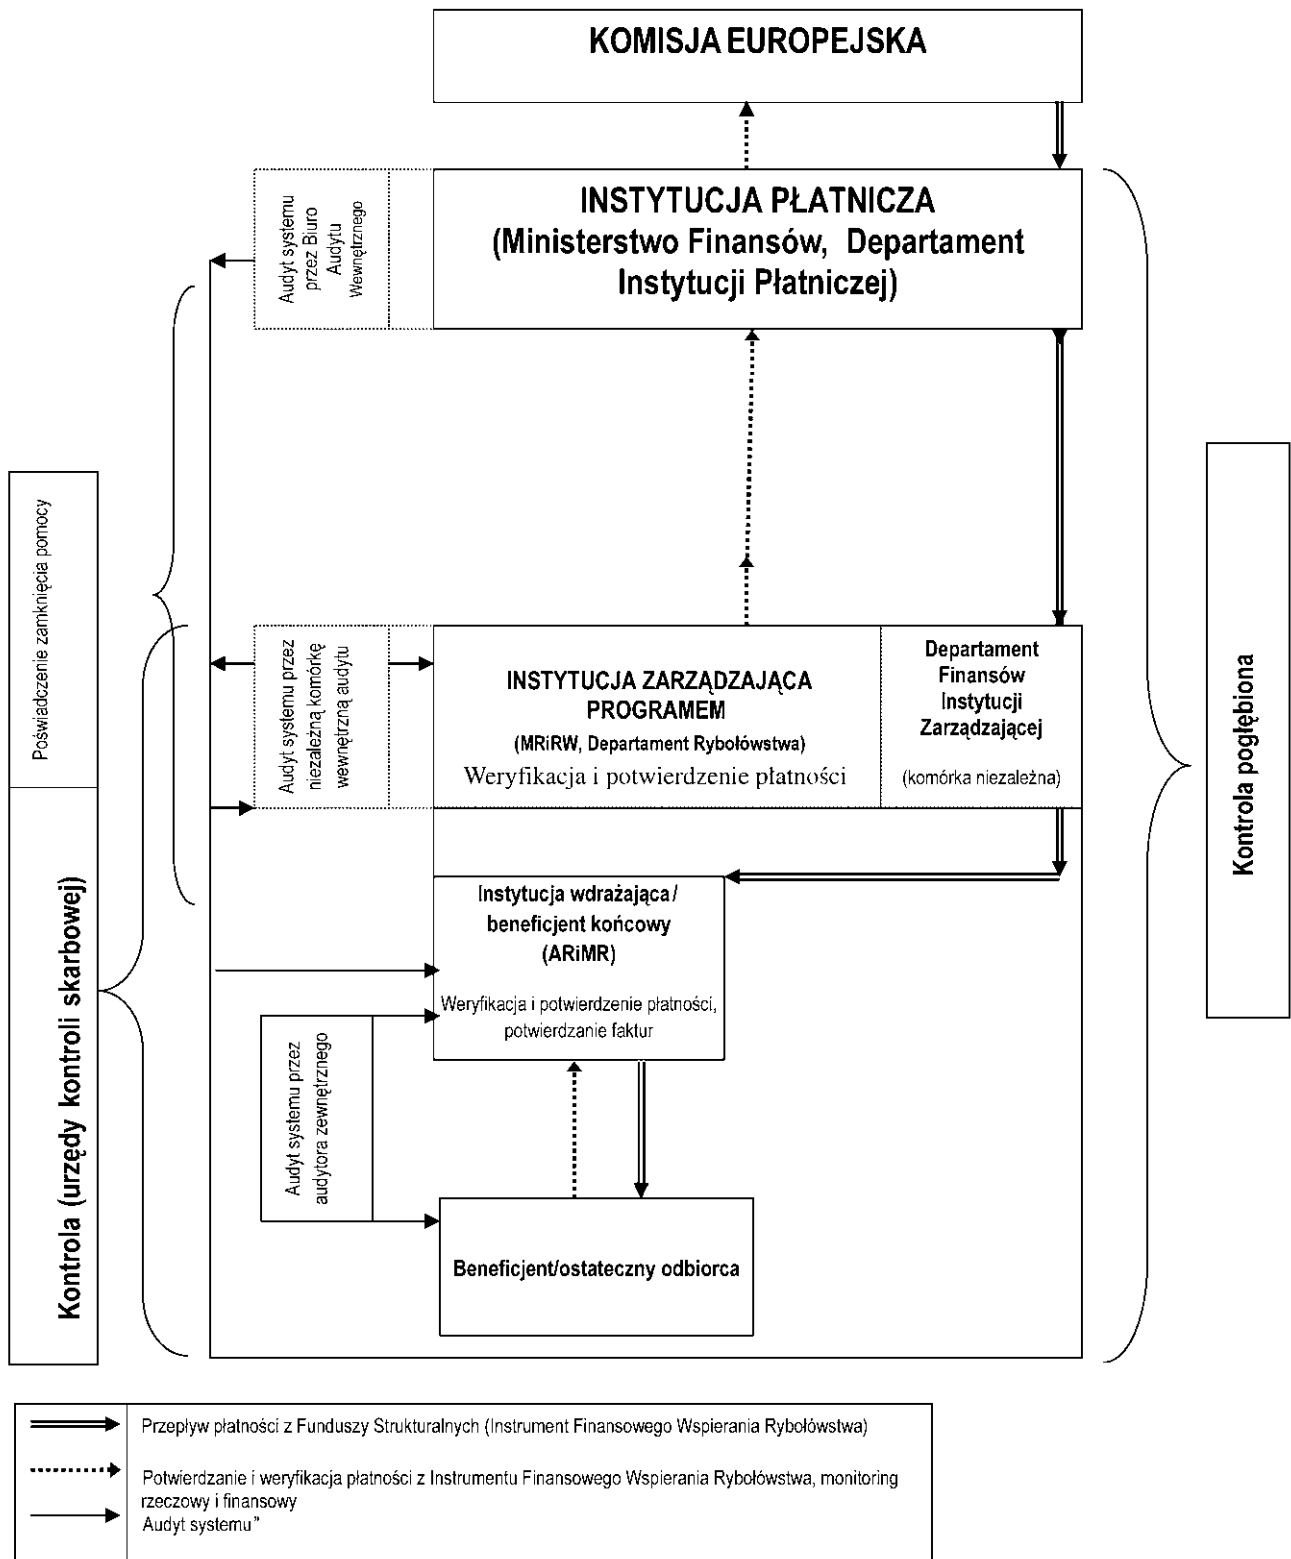 KOMISJA EUROPEJSKA
Audyt systemu
przez Biuro
Audytu
Wewnętrznego
INSTYTUCJA PŁATNICZA
(Ministerstwo Finansów, Departament
Instytucji Płatniczej)
Poświadczenie zamknięcia pomocy
Kontrola (urzędy kontroli skarbowej)
Audyt systemu przez
niezależną komórkę
wewnętrzną audytu
INSTYTUCJA ZARZĄDZAJĄCA
PROGRAMEM
(MRiRW, Departament Rybołówstwa)
Weryfikacja i potwierdzenie płatności
Departament
Finansów
Instytucji
Zarządzającej
(komórka niezależna)
Kontrola pogłębiona
Instytucja wdrażająca/
beneficjent końcowy
(ARiMR)
Weryfikacja i potwierdzenie płatności,
potwierdzanie faktur
Audyt systemu przez
audytora zewnętrznego
Beneficjent/ostateczny odbiorca
Przepływ płatności z Funduszy Strukturalnych (Instrument Finansowego Wspierania Rybołówstwa)
Potwierdzanie i weryfikacja płatności z Instrumentu Finansowego Wspierania Rybołówstwa, monitoring
rzeczowy i finansowy
Audyt systemu”